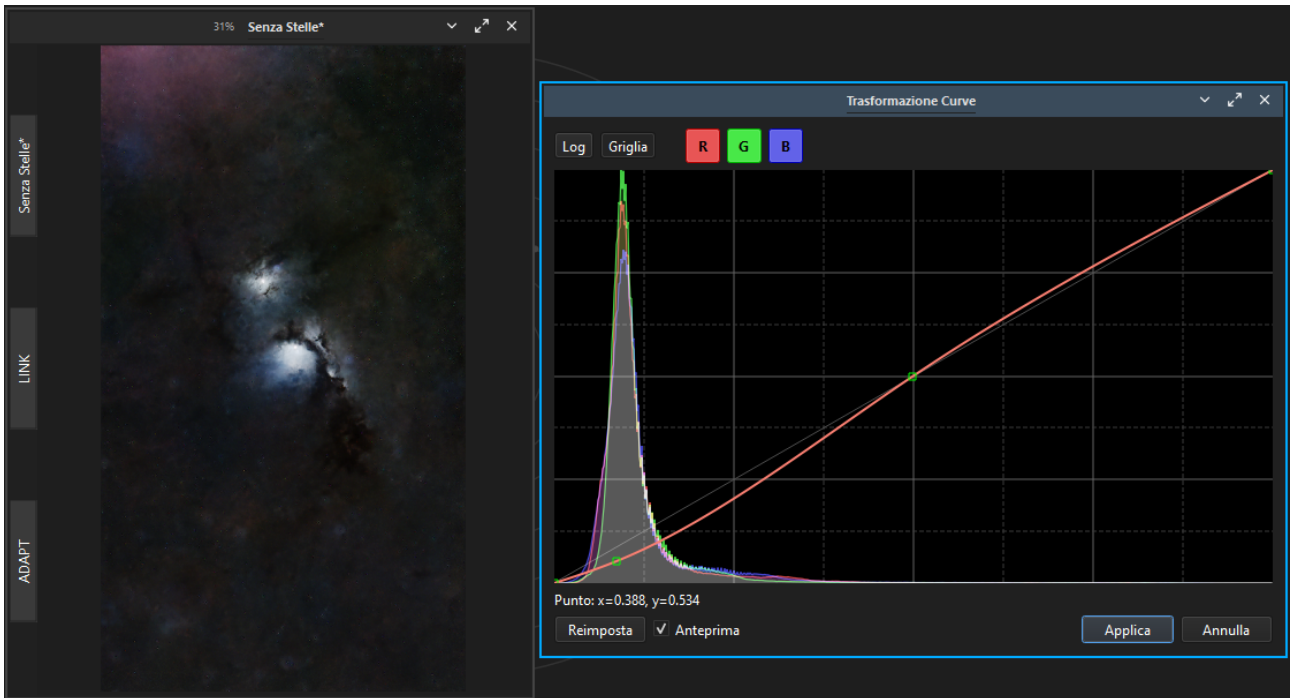 31% Senza Stelle*
Senza Stelle*
LINK
ADAPT
Trasformazione Curve
Log Griglia R G B
Punto: x=0.388, y=0.534
Reimposta Anteprima Applica Annulla